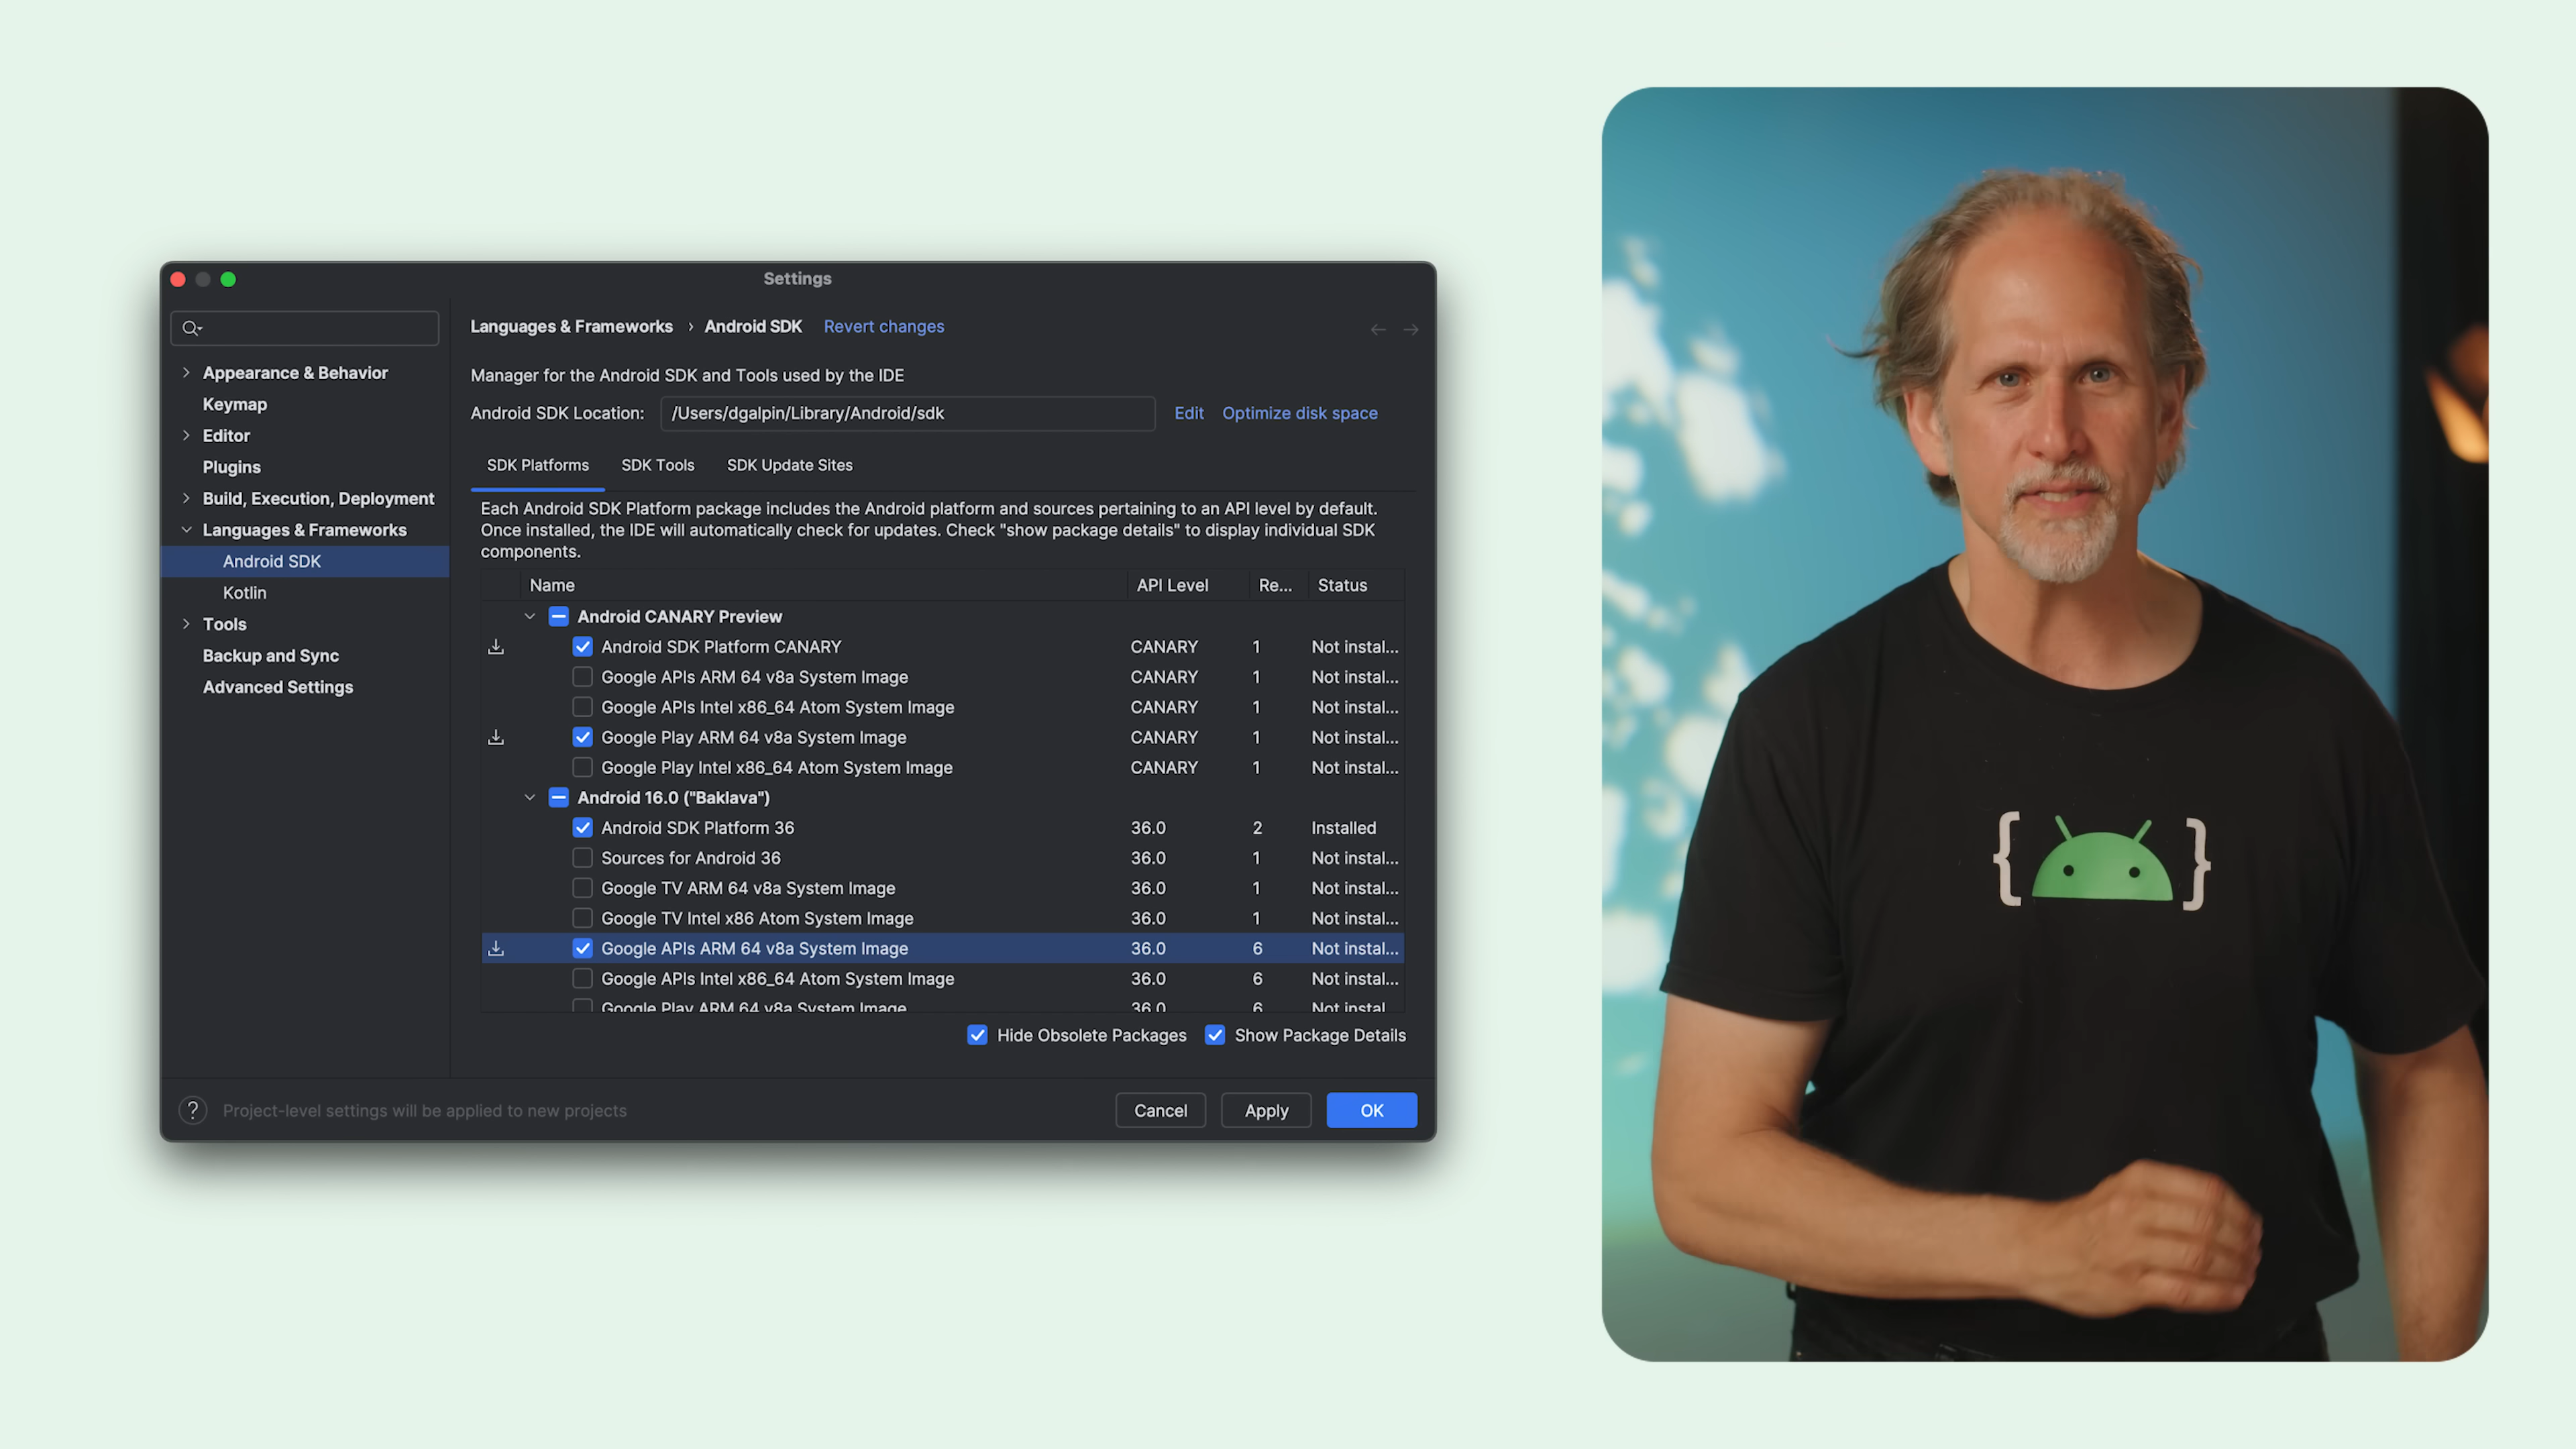 Settings
Languages & Frameworks › Android SDK Revert changes
Appearance & Behavior
Keymap
Editor
Plugins
Build, Execution, Deployment
Languages & Frameworks
Android SDK
Kotlin
Tools
Backup and Sync
Advanced Settings
Manager for the Android SDK and Tools used by the IDE
Android SDK Location: /Users/dgalpin/Library/Android/sdk Edit Optimize disk space
SDK Platforms SDK Tools SDK Update Sites
Each Android SDK Platform package includes the Android platform and sources pertaining to an API level by default.
Once installed, the IDE will automatically check for updates. Check "show package details" to display individual SDK
components.
Name API Level Re... Status
Android CANARY Preview
Android SDK Platform CANARY CANARY 1 Not instal...
Google APIs ARM 64 v8a System Image CANARY 1 Not instal...
Google APIs Intel x86_64 Atom System Image CANARY 1 Not instal...
Google Play ARM 64 v8a System Image CANARY 1 Not instal...
Google Play Intel x86_64 Atom System Image CANARY 1 Not instal...
Android 16.0 ("Baklava")
Android SDK Platform 36 36.0 2 Installed
Sources for Android 36 36.0 1 Not instal...
Google TV ARM 64 v8a System Image 36.0 1 Not instal...
Google TV Intel x86 Atom System Image 36.0 1 Not instal...
Google APIs ARM 64 v8a System Image 36.0 6 Not instal...
Google APIs Intel x86_64 Atom System Image 36.0 6 Not instal...
Google Play ARM 64 v8a System Image 36.0 6 Not instal...
Hide Obsolete Packages Show Package Details
? Project-level settings will be applied to new projects
Cancel Apply OK
{ }